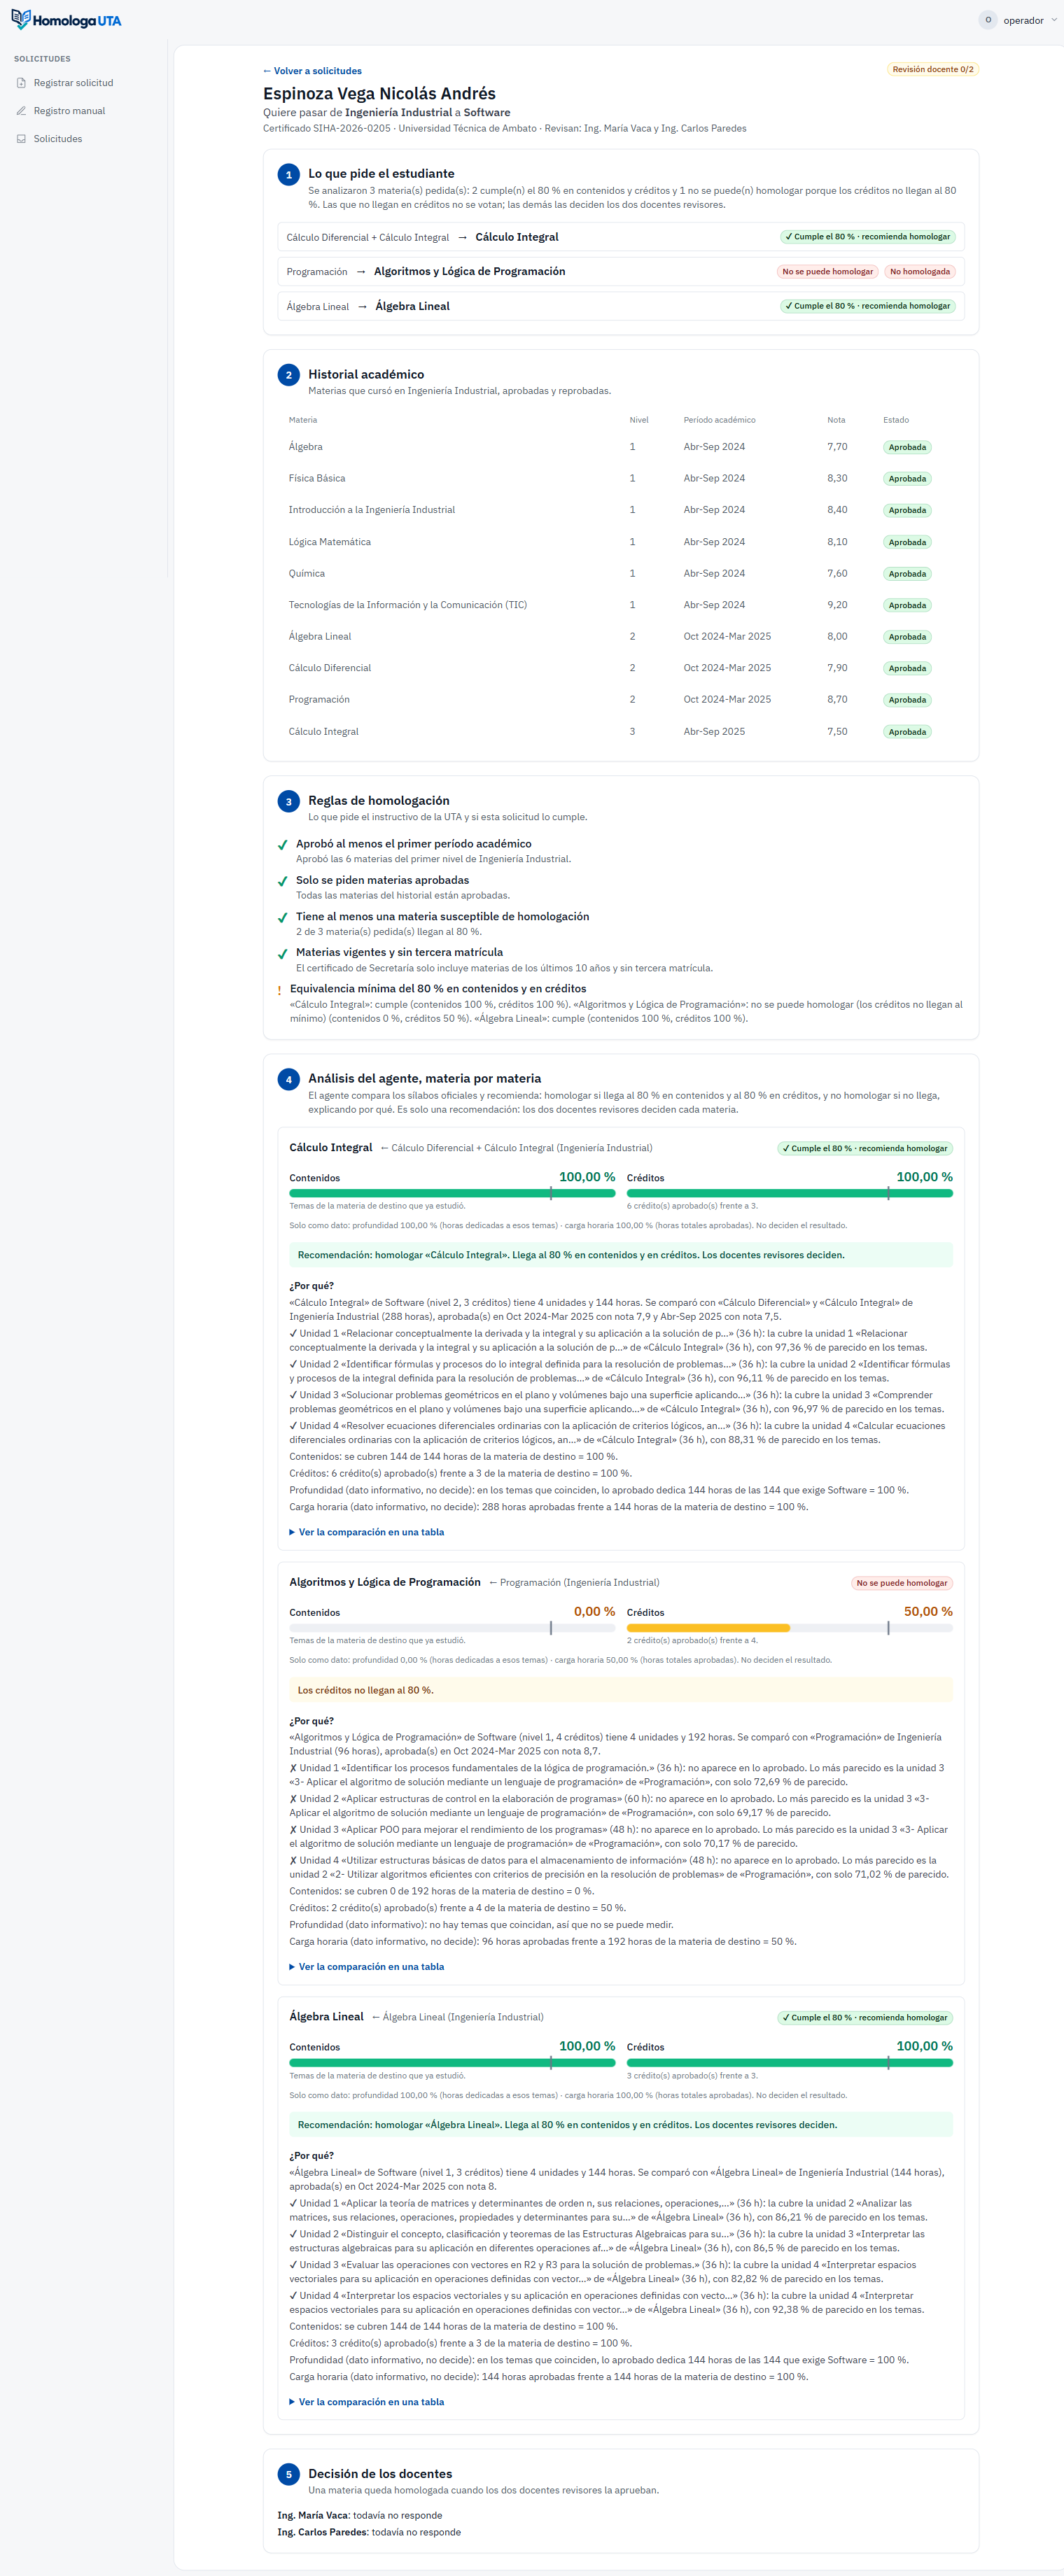 Homologa UTA
O operador
SOLICITUDES
Registrar solicitud
Registro manual
Solicitudes
← Volver a solicitudes
Revisión docente 0/2
Espinoza Vega Nicolás Andrés
Quiere pasar de Ingeniería Industrial a Software
Certificado SIHA-2026-0205 · Universidad Técnica de Ambato · Revisan: Ing. María Vaca y Ing. Carlos Paredes
1 Lo que pide el estudiante
Se analizaron 3 materia(s) pedida(s): 2 cumple(n) el 80 % en contenidos y créditos y 1 no se puede(n) homologar porque los créditos no llegan al 80
%. Las que no llegan en créditos no se votan; las demás las deciden los dos docentes revisores.
Cálculo Diferencial + Cálculo Integral → Cálculo Integral ✓ Cumple el 80 % · recomienda homologar
Programación → Algoritmos y Lógica de Programación No se puede homologar No homologada
Álgebra Lineal → Álgebra Lineal ✓ Cumple el 80 % · recomienda homologar
2 Historial académico
Materias que cursó en Ingeniería Industrial, aprobadas y reprobadas.
Materia Nivel Período académico Nota Estado
Álgebra 1 Abr-Sep 2024 7,70 Aprobada
Física Básica 1 Abr-Sep 2024 8,30 Aprobada
Introducción a la Ingeniería Industrial 1 Abr-Sep 2024 8,40 Aprobada
Lógica Matemática 1 Abr-Sep 2024 8,10 Aprobada
Química 1 Abr-Sep 2024 7,60 Aprobada
Tecnologías de la Información y la Comunicación (TIC) 1 Abr-Sep 2024 9,20 Aprobada
Álgebra Lineal 2 Oct 2024-Mar 2025 8,00 Aprobada
Cálculo Diferencial 2 Oct 2024-Mar 2025 7,90 Aprobada
Programación 2 Oct 2024-Mar 2025 8,70 Aprobada
Cálculo Integral 3 Abr-Sep 2025 7,50 Aprobada
3 Reglas de homologación
Lo que pide el instructivo de la UTA y si esta solicitud lo cumple.
✓ Aprobó al menos el primer período académico
Aprobó las 6 materias del primer nivel de Ingeniería Industrial.
✓ Solo se piden materias aprobadas
Todas las materias del historial están aprobadas.
✓ Tiene al menos una materia susceptible de homologación
2 de 3 materia(s) pedida(s) llegan al 80 %.
✓ Materias vigentes y sin tercera matrícula
El certificado de Secretaría solo incluye materias de los últimos 10 años y sin tercera matrícula.
! Equivalencia mínima del 80 % en contenidos y en créditos
«Cálculo Integral»: cumple (contenidos 100 %, créditos 100 %). «Algoritmos y Lógica de Programación»: no se puede homologar (los créditos no llegan al
mínimo) (contenidos 0 %, créditos 50 %). «Álgebra Lineal»: cumple (contenidos 100 %, créditos 100 %).
4 Análisis del agente, materia por materia
El agente compara los sílabos oficiales y recomienda: homologar si llega al 80 % en contenidos y al 80 % en créditos, y no homologar si no llega,
explicando por qué. Es solo una recomendación: los dos docentes revisores deciden cada materia.
Cálculo Integral ← Cálculo Diferencial + Cálculo Integral (Ingeniería Industrial) ✓ Cumple el 80 % · recomienda homologar
Contenidos 100,00 % Créditos 100,00 %
Temas de la materia de destino que ya estudió. 6 crédito(s) aprobado(s) frente a 3.
Solo como dato: profundidad 100,00 % (horas dedicadas a esos temas) · carga horaria 100,00 % (horas totales aprobadas). No deciden el resultado.
Recomendación: homologar «Cálculo Integral». Llega al 80 % en contenidos y en créditos. Los docentes revisores deciden.
¿Por qué?
«Cálculo Integral» de Software (nivel 2, 3 créditos) tiene 4 unidades y 144 horas. Se comparó con «Cálculo Diferencial» y «Cálculo Integral» de
Ingeniería Industrial (288 horas), aprobada(s) en Oct 2024-Mar 2025 con nota 7,9 y Abr-Sep 2025 con nota 7,5.
✓ Unidad 1 «Relacionar conceptualmente la derivada y la integral y su aplicación a la solución de p...» (36 h): la cubre la unidad 1 «Relacionar
conceptualmente la derivada y la integral y su aplicación a la solución de p...» de «Cálculo Integral» (36 h), con 97,36 % de parecido en los temas.
✓ Unidad 2 «Identificar fórmulas y procesos do lo integral definida para la resolución de problemas...» (36 h): la cubre la unidad 2 «Identificar fórmulas
y procesos de la integral definida para la resolución de problemas...» de «Cálculo Integral» (36 h), con 96,11 % de parecido en los temas.
✓ Unidad 3 «Solucionar problemas geométricos en el plano y volúmenes bajo una superficie aplicando...» (36 h): la cubre la unidad 3 «Comprender
problemas geométricos en el plano y volúmenes bajo una superficie aplicando...» de «Cálculo Integral» (36 h), con 96,97 % de parecido en los temas.
✓ Unidad 4 «Resolver ecuaciones diferenciales ordinarias con la aplicación de criterios lógicos, an...» (36 h): la cubre la unidad 4 «Calcular ecuaciones
diferenciales ordinarias con la aplicación de criterios lógicos, an...» de «Cálculo Integral» (36 h), con 88,31 % de parecido en los temas.
Contenidos: se cubren 144 de 144 horas de la materia de destino = 100 %.
Créditos: 6 crédito(s) aprobado(s) frente a 3 de la materia de destino = 100 %.
Profundidad (dato informativo, no decide): en los temas que coinciden, lo aprobado dedica 144 horas de las 144 que exige Software = 100 %.
Carga horaria (dato informativo, no decide): 288 horas aprobadas frente a 144 horas de la materia de destino = 100 %.
▶ Ver la comparación en una tabla
Algoritmos y Lógica de Programación ← Programación (Ingeniería Industrial) No se puede homologar
Contenidos 0,00 % Créditos 50,00 %
Temas de la materia de destino que ya estudió. 2 crédito(s) aprobado(s) frente a 4.
Solo como dato: profundidad 0,00 % (horas dedicadas a esos temas) · carga horaria 50,00 % (horas totales aprobadas). No deciden el resultado.
Los créditos no llegan al 80 %.
¿Por qué?
«Algoritmos y Lógica de Programación» de Software (nivel 1, 4 créditos) tiene 4 unidades y 192 horas. Se comparó con «Programación» de Ingeniería
Industrial (96 horas), aprobada(s) en Oct 2024-Mar 2025 con nota 8,7.
✗ Unidad 1 «Identificar los procesos fundamentales de la lógica de programación.» (36 h): no aparece en lo aprobado. Lo más parecido es la unidad 3
«3- Aplicar el algoritmo de solución mediante un lenguaje de programación» de «Programación», con solo 72,69 % de parecido.
✗ Unidad 2 «Aplicar estructuras de control en la elaboración de programas» (60 h): no aparece en lo aprobado. Lo más parecido es la unidad 3 «3-
Aplicar el algoritmo de solución mediante un lenguaje de programación» de «Programación», con solo 69,17 % de parecido.
✗ Unidad 3 «Aplicar POO para mejorar el rendimiento de los programas» (48 h): no aparece en lo aprobado. Lo más parecido es la unidad 3 «3- Aplicar
el algoritmo de solución mediante un lenguaje de programación» de «Programación», con solo 70,17 % de parecido.
✗ Unidad 4 «Utilizar estructuras básicas de datos para el almacenamiento de información» (48 h): no aparece en lo aprobado. Lo más parecido es la
unidad 2 «2- Utilizar algoritmos eficientes con criterios de precisión en la resolución de problemas» de «Programación», con solo 71,02 % de parecido.
Contenidos: se cubren 0 de 192 horas de la materia de destino = 0 %.
Créditos: 2 crédito(s) aprobado(s) frente a 4 de la materia de destino = 50 %.
Profundidad (dato informativo): no hay temas que coincidan, así que no se puede medir.
Carga horaria (dato informativo, no decide): 96 horas aprobadas frente a 192 horas de la materia de destino = 50 %.
▶ Ver la comparación en una tabla
Álgebra Lineal ← Álgebra Lineal (Ingeniería Industrial) ✓ Cumple el 80 % · recomienda homologar
Contenidos 100,00 % Créditos 100,00 %
Temas de la materia de destino que ya estudió. 3 crédito(s) aprobado(s) frente a 3.
Solo como dato: profundidad 100,00 % (horas dedicadas a esos temas) · carga horaria 100,00 % (horas totales aprobadas). No deciden el resultado.
Recomendación: homologar «Álgebra Lineal». Llega al 80 % en contenidos y en créditos. Los docentes revisores deciden.
¿Por qué?
«Álgebra Lineal» de Software (nivel 1, 3 créditos) tiene 4 unidades y 144 horas. Se comparó con «Álgebra Lineal» de Ingeniería Industrial (144 horas),
aprobada(s) en Oct 2024-Mar 2025 con nota 8.
✓ Unidad 1 «Aplicar la teoría de matrices y determinantes de orden n, sus relaciones, operaciones,...» (36 h): la cubre la unidad 2 «Analizar las
matrices, sus relaciones, operaciones, propiedades y determinantes para su...» de «Álgebra Lineal» (36 h), con 86,21 % de parecido en los temas.
✓ Unidad 2 «Distinguir el concepto, clasificación y teoremas de las Estructuras Algebraicas para su...» (36 h): la cubre la unidad 3 «Interpretar las
estructuras algebraicas para su aplicación en diferentes operaciones af...» de «Álgebra Lineal» (36 h), con 86,5 % de parecido en los temas.
✓ Unidad 3 «Evaluar las operaciones con vectores en R2 y R3 para la solución de problemas.» (36 h): la cubre la unidad 4 «Interpretar espacios
vectoriales para su aplicación en operaciones definidas con vector...» de «Álgebra Lineal» (36 h), con 82,82 % de parecido en los temas.
✓ Unidad 4 «Interpretar los espacios vectoriales y su aplicación en operaciones definidas con vecto...» (36 h): la cubre la unidad 4 «Interpretar
espacios vectoriales para su aplicación en operaciones definidas con vector...» de «Álgebra Lineal» (36 h), con 92,38 % de parecido en los temas.
Contenidos: se cubren 144 de 144 horas de la materia de destino = 100 %.
Créditos: 3 crédito(s) aprobado(s) frente a 3 de la materia de destino = 100 %.
Profundidad (dato informativo, no decide): en los temas que coinciden, lo aprobado dedica 144 horas de las 144 que exige Software = 100 %.
Carga horaria (dato informativo, no decide): 144 horas aprobadas frente a 144 horas de la materia de destino = 100 %.
▶ Ver la comparación en una tabla
5 Decisión de los docentes
Una materia queda homologada cuando los dos docentes revisores la aprueban.
Ing. María Vaca: todavía no responde
Ing. Carlos Paredes: todavía no responde